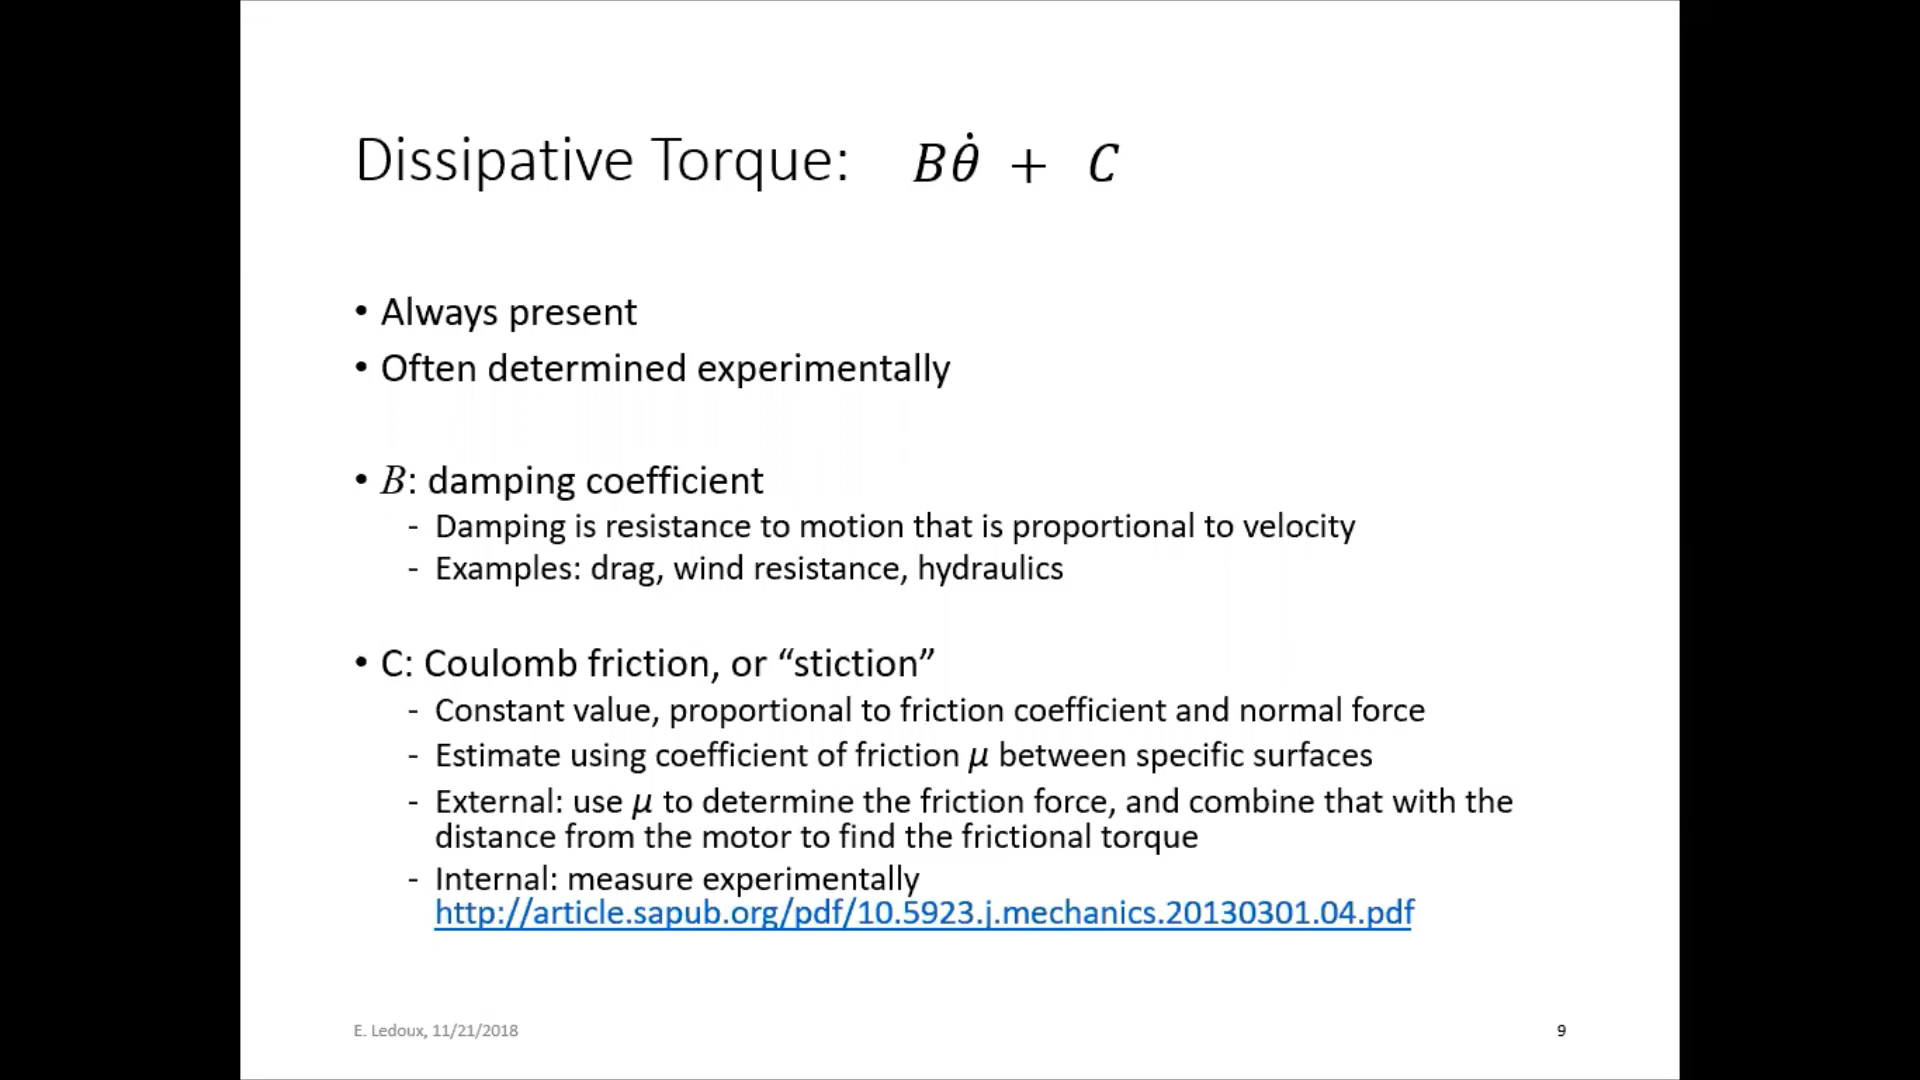 Dissipative Torque: Bθ̇ + C
• Always present
• Often determined experimentally
• B: damping coefficient
- Damping is resistance to motion that is proportional to velocity
- Examples: drag, wind resistance, hydraulics
• C: Coulomb friction, or “stiction”
- Constant value, proportional to friction coefficient and normal force
- Estimate using coefficient of friction μ between specific surfaces
- External: use μ to determine the friction force, and combine that with the
distance from the motor to find the frictional torque
- Internal: measure experimentally
http://article.sapub.org/pdf/10.5923.j.mechanics.20130301.04.pdf
E. Ledoux, 11/21/2018
9